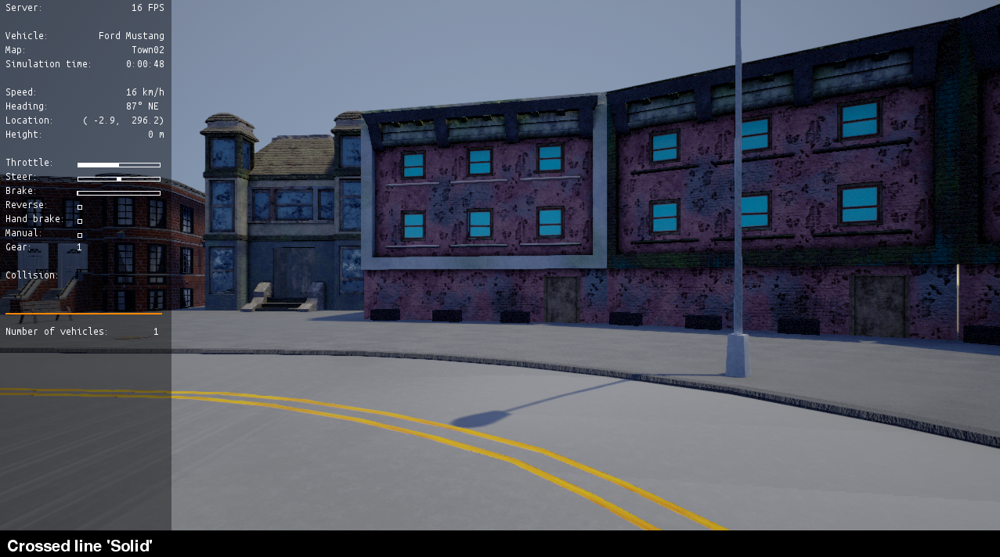 Server: 16 FPS
Vehicle: Ford Mustang
Map: Town02
Simulation time: 0:00:48
Speed: 16 km/h
Heading: 87° NE
Location: ( -2.9, 296.2)
Height: 0 m
Throttle:
Steer:
Brake:
Reverse:
Hand brake:
Manual:
Gear: 1
Collision:
Number of vehicles: 1
Crossed line 'Solid'